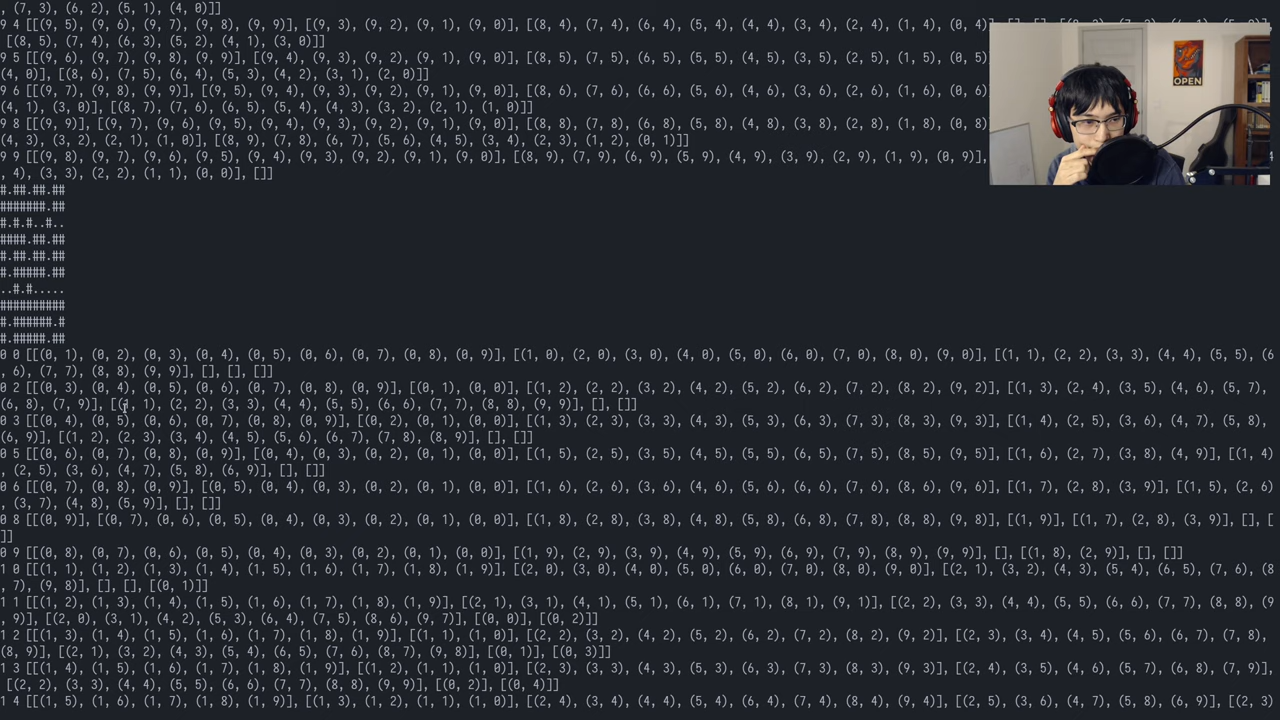 , (7, 3), (6, 2), (5, 1), (4, 0)]]
9 4 [[(9, 5), (9, 6), (9, 7), (9, 8), (9, 9)], [(9, 3), (9, 2), (9, 1), (9, 0)], [(8, 4), (7, 4), (6, 4), (5, 4), (4, 4), (3, 4), (2, 4), (1, 4), (0, 4)
[(8, 5), (7, 4), (6, 3), (5, 2), (4, 1), (3, 0)]]
9 5 [[(9, 6), (9, 7), (9, 8), (9, 9)], [(9, 4), (9, 3), (9, 2), (9, 1), (9, 0)], [(8, 5), (7, 5), (6, 5), (5, 5), (4, 5), (3, 5), (2, 5), (1, 5), (0, 5)]
(4, 0)], [(8, 6), (7, 5), (6, 4), (5, 3), (4, 2), (3, 1), (2, 0)]]
9 6 [[(9, 7), (9, 8), (9, 9)], [(9, 5), (9, 4), (9, 3), (9, 2), (9, 1), (9, 0)], [(8, 6), (7, 6), (6, 6), (5, 6), (4, 6), (3, 6), (2, 6), (1, 6), (0, 6)
(4, 1), (3, 0)], [(8, 7), (7, 6), (6, 5), (5, 4), (4, 3), (3, 2), (2, 1), (1, 0)]]
9 8 [[(9, 9)], [(9, 7), (9, 6), (9, 5), (9, 4), (9, 3), (9, 2), (9, 1), (9, 0)], [(8, 8), (7, 8), (6, 8), (5, 8), (4, 8), (3, 8), (2, 8), (1, 8), (0, 8)
(4, 3), (3, 2), (2, 1), (1, 0)], [(8, 9), (7, 8), (6, 7), (5, 6), (4, 5), (3, 4), (2, 3), (1, 2), (0, 1)]]
9 9 [[(9, 8), (9, 7), (9, 6), (9, 5), (9, 4), (9, 3), (9, 2), (9, 1), (9, 0)], [(8, 9), (7, 9), (6, 9), (5, 9), (4, 9), (3, 9), (2, 9), (1, 9), (0, 9)],
, 4), (3, 3), (2, 2), (1, 1), (0, 0)], []]
#.##.##.##
#######.##
#.#.#..#..
####.##.##
#.##.##.##
#.#####.##
..#.#.....
##########
#.######.#
#.#####.##
0 0 [[(0, 1), (0, 2), (0, 3), (0, 4), (0, 5), (0, 6), (0, 7), (0, 8), (0, 9)], [(1, 0), (2, 0), (3, 0), (4, 0), (5, 0), (6, 0), (7, 0), (8, 0), (9, 0)], [(1, 1), (2, 2), (3, 3), (4, 4), (5, 5), (6
, 6), (7, 7), (8, 8), (9, 9)], [], [], []]
0 2 [[(0, 3), (0, 4), (0, 5), (0, 6), (0, 7), (0, 8), (0, 9)], [(0, 1), (0, 0)], [(1, 2), (2, 2), (3, 2), (4, 2), (5, 2), (6, 2), (7, 2), (8, 2), (9, 2)], [(1, 3), (2, 4), (3, 5), (4, 6), (5, 7),
(6, 8), (7, 9)], [(1, 1), (2, 2), (3, 3), (4, 4), (5, 5), (6, 6), (7, 7), (8, 8), (9, 9)], [], []]
0 3 [[(0, 4), (0, 5), (0, 6), (0, 7), (0, 8), (0, 9)], [(0, 2), (0, 1), (0, 0)], [(1, 3), (2, 3), (3, 3), (4, 3), (5, 3), (6, 3), (7, 3), (8, 3), (9, 3)], [(1, 4), (2, 5), (3, 6), (4, 7), (5, 8),
(6, 9)], [(1, 2), (2, 3), (3, 4), (4, 5), (5, 6), (6, 7), (7, 8), (8, 9)], [], []]
0 5 [[(0, 6), (0, 7), (0, 8), (0, 9)], [(0, 4), (0, 3), (0, 2), (0, 1), (0, 0)], [(1, 5), (2, 5), (3, 5), (4, 5), (5, 5), (6, 5), (7, 5), (8, 5), (9, 5)], [(1, 6), (2, 7), (3, 8), (4, 9)], [(1, 4)
, (2, 5), (3, 6), (4, 7), (5, 8), (6, 9)], [], []]
0 6 [[(0, 7), (0, 8), (0, 9)], [(0, 5), (0, 4), (0, 3), (0, 2), (0, 1), (0, 0)], [(1, 6), (2, 6), (3, 6), (4, 6), (5, 6), (6, 6), (7, 6), (8, 6), (9, 6)], [(1, 7), (2, 8), (3, 9)], [(1, 5), (2, 6)
, (3, 7), (4, 8), (5, 9)], [], []]
0 8 [[(0, 9)], [(0, 7), (0, 6), (0, 5), (0, 4), (0, 3), (0, 2), (0, 1), (0, 0)], [(1, 8), (2, 8), (3, 8), (4, 8), (5, 8), (6, 8), (7, 8), (8, 8), (9, 8)], [(1, 9)], [(1, 7), (2, 8), (3, 9)], [], [
]]
0 9 [[(0, 8), (0, 7), (0, 6), (0, 5), (0, 4), (0, 3), (0, 2), (0, 1), (0, 0)], [(1, 9), (2, 9), (3, 9), (4, 9), (5, 9), (6, 9), (7, 9), (8, 9), (9, 9)], [], [(1, 8), (2, 9)], [], []]
1 0 [[(1, 1), (1, 2), (1, 3), (1, 4), (1, 5), (1, 6), (1, 7), (1, 8), (1, 9)], [(2, 0), (3, 0), (4, 0), (5, 0), (6, 0), (7, 0), (8, 0), (9, 0)], [(2, 1), (3, 2), (4, 3), (5, 4), (6, 5), (7, 6), (8
, 7), (9, 8)], [], [], [(0, 1)]]
1 1 [[(1, 2), (1, 3), (1, 4), (1, 5), (1, 6), (1, 7), (1, 8), (1, 9)], [(2, 1), (3, 1), (4, 1), (5, 1), (6, 1), (7, 1), (8, 1), (9, 1)], [(2, 2), (3, 3), (4, 4), (5, 5), (6, 6), (7, 7), (8, 8), (9,
9)], [(2, 0), (3, 1), (4, 2), (5, 3), (6, 4), (7, 5), (8, 6), (9, 7)], [(0, 0)], [(0, 2)]]
1 2 [[(1, 3), (1, 4), (1, 5), (1, 6), (1, 7), (1, 8), (1, 9)], [(1, 1), (1, 0)], [(2, 2), (3, 2), (4, 2), (5, 2), (6, 2), (7, 2), (8, 2), (9, 2)], [(2, 3), (3, 4), (4, 5), (5, 6), (6, 7), (7, 8),
(8, 9)], [(2, 1), (3, 2), (4, 3), (5, 4), (6, 5), (7, 6), (8, 7), (9, 8)], [(0, 1)], [(0, 3)]]
1 3 [[(1, 4), (1, 5), (1, 6), (1, 7), (1, 8), (1, 9)], [(1, 2), (1, 1), (1, 0)], [(2, 3), (3, 3), (4, 3), (5, 3), (6, 3), (7, 3), (8, 3), (9, 3)], [(2, 4), (3, 5), (4, 6), (5, 7), (6, 8), (7, 9)],
[(2, 2), (3, 3), (4, 4), (5, 5), (6, 6), (7, 7), (8, 8), (9, 9)], [(0, 2)], [(0, 4)]]
1 4 [[(1, 5), (1, 6), (1, 7), (1, 8), (1, 9)], [(1, 3), (1, 2), (1, 1), (1, 0)], [(2, 4), (3, 4), (4, 4), (5, 4), (6, 4), (7, 4), (8, 4), (9, 4)], [(2, 5), (3, 6), (4, 7), (5, 8), (6, 9)], [(2, 3)
OPEN